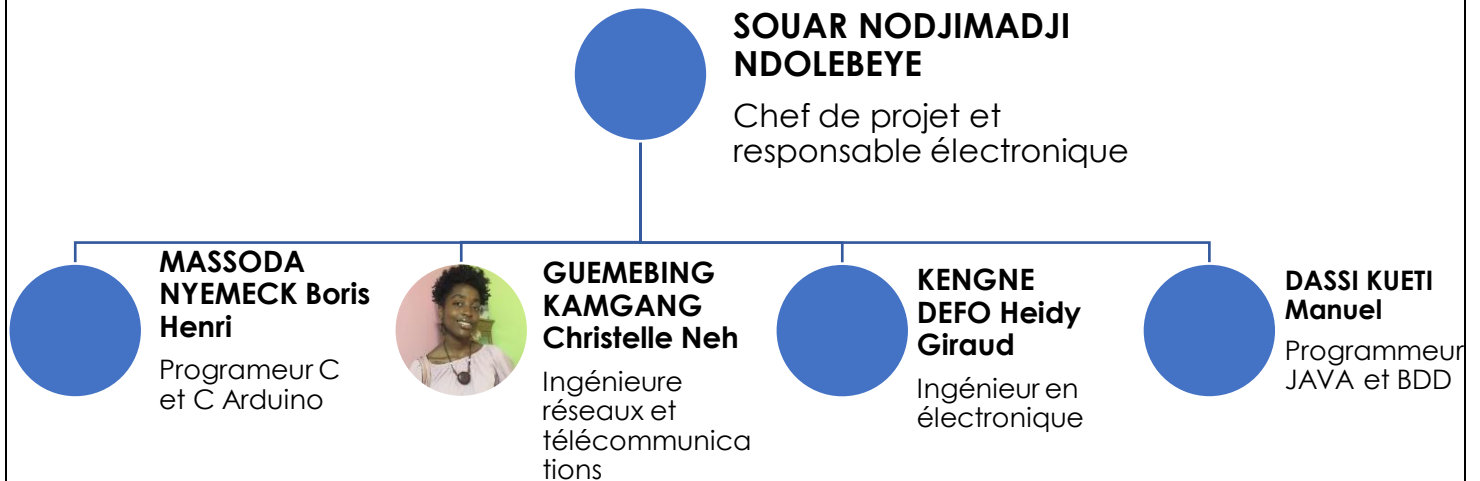 SOUAR NODJIMADJI
NDOLEBEYE
Chef de projet et
responsable électronique
MASSODA
NYEMECK Boris
Henri
Programeur C
et C Arduino
GUEMEBING
KAMGANG
Christelle Neh
Ingénieure
réseaux et
télécommunica
tions
KENGNE
DEFO Heidy
Giraud
Ingénieur en
électronique
DASSI KUETI
Manuel
Programmeur
JAVA et BDD